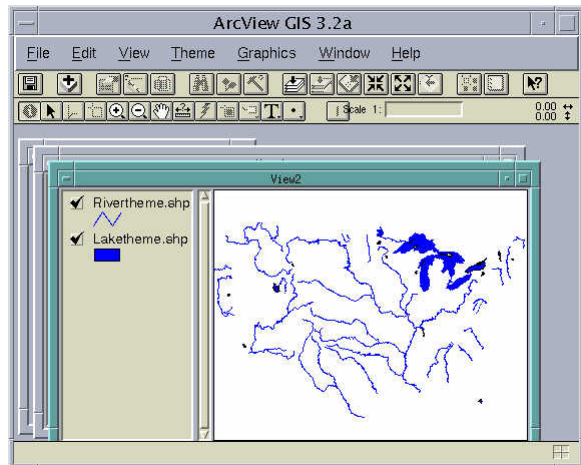 ArcView GIS 3.2a
File Edit View Theme Graphics Window Help
T
Scale 1:
0.00
0.00
View2
Rivertheme.shp
Laketheme.shp